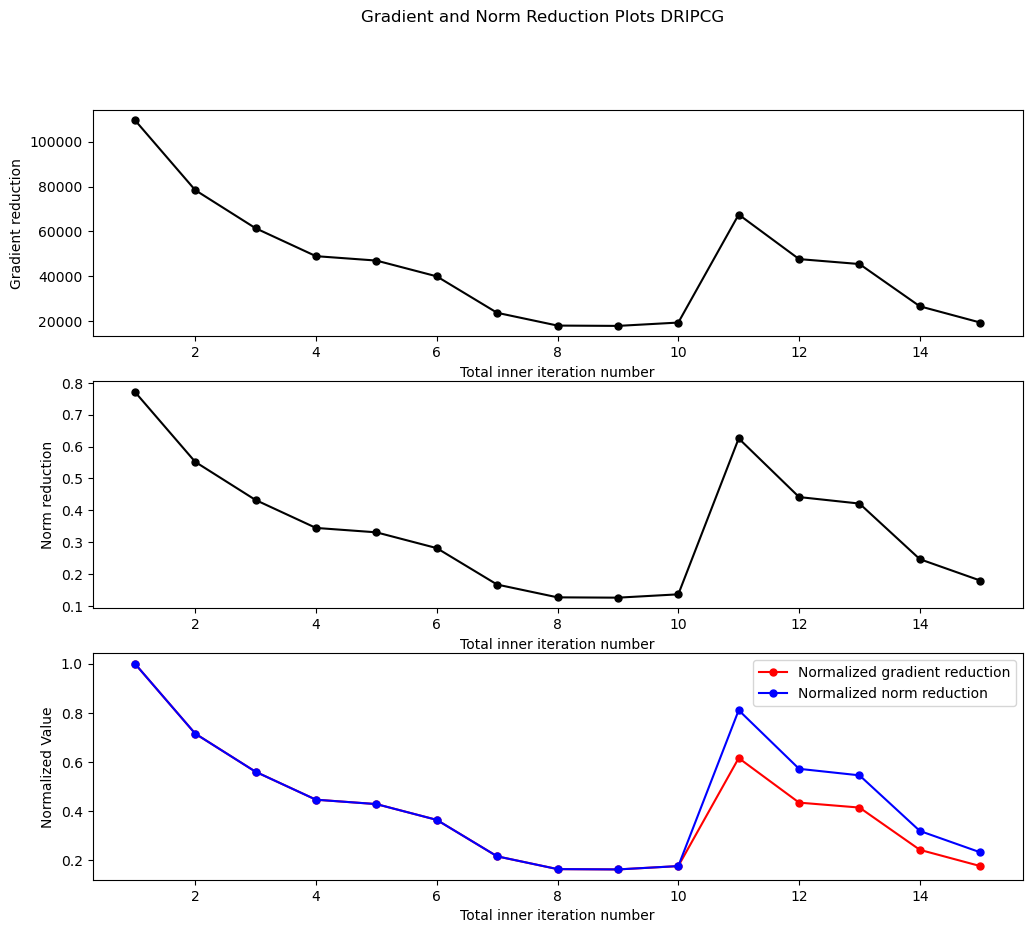 Gradient and Norm Reduction Plots DRIPCG
100000
80000
60000
40000
20000
Gradient reduction
2 4 6 8 10 12 14
Total inner iteration number
0.8
0.7
0.6
0.5
0.4
0.3
0.2
0.1
Norm reduction
2 4 6 8 10 12 14
Total inner iteration number
1.0
0.8
0.6
0.4
0.2
Normalized Value
Normalized gradient reduction
Normalized norm reduction
2 4 6 8 10 12 14
Total inner iteration number